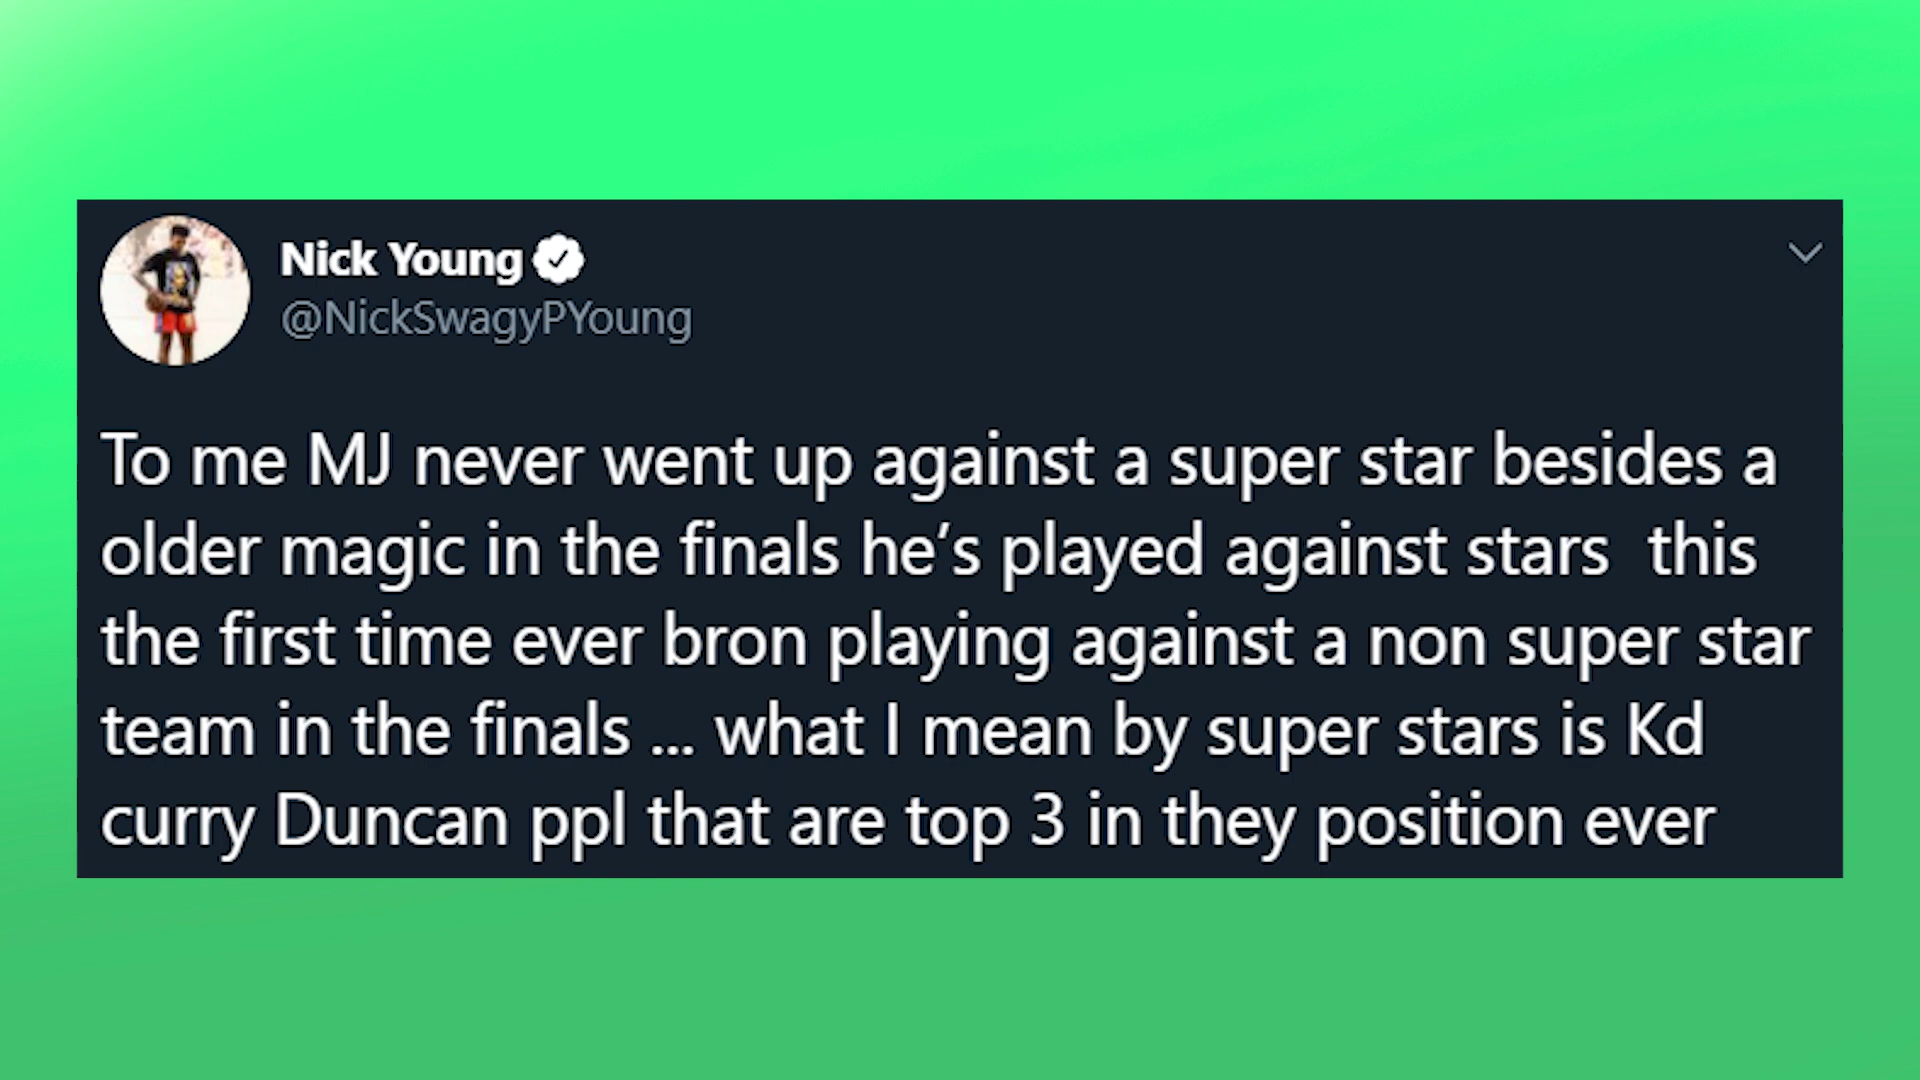 Nick Young
@NickSwagyPYoung
To me MJ never went up against a super star besides a
older magic in the finals he’s played against stars  this
the first time ever bron playing against a non super star
team in the finals ... what I mean by super stars is Kd
curry Duncan ppl that are top 3 in they position ever